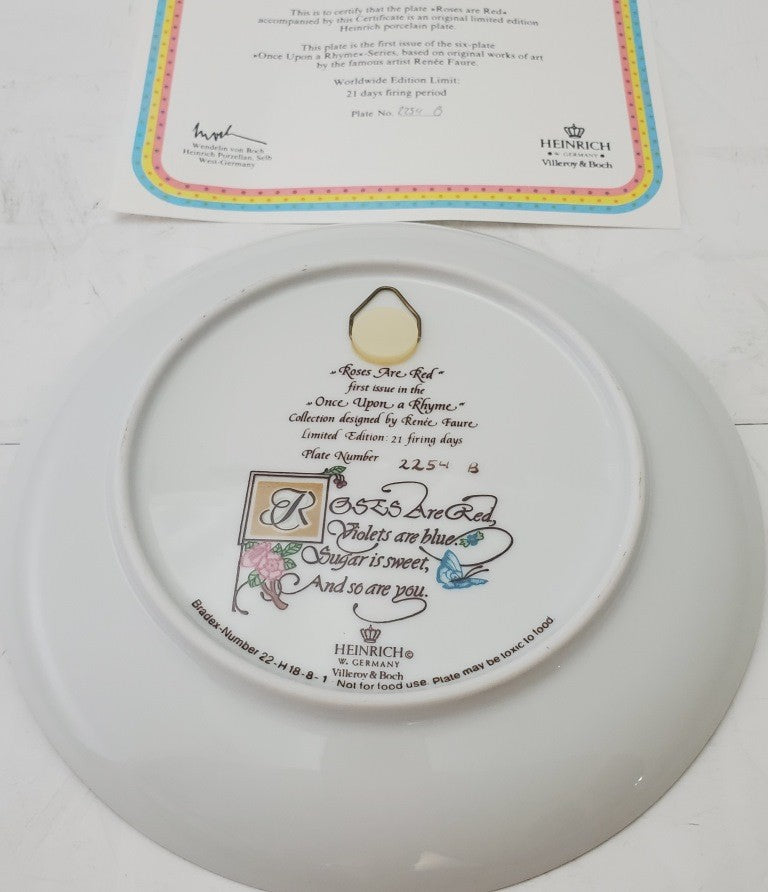 This is to certify that the plate »Roses are Red«
accompanied by this Certificate is an original limited edition
Heinrich porcelain plate.
This plate is the first issue of the six-plate
»Once Upon a Rhyme«-Series, based on original works of art
by the famous artist Renée Faure.
Worldwide Edition Limit:
21 days firing period
Plate No. 2254 B
Wendelin von Boch
Heinrich Porzellan, Selb
West-Germany
HEINRICH
W. GERMANY
Villeroy & Boch
„Roses Are Red"
first issue in the
„Once Upon a Rhyme"
Collection designed by Renée Faure
Limited Edition: 21 firing days
Plate Number 2254 B
ROSES Are Red,
Violets are blue.
Sugar is sweet,
And so are you.
HEINRICH©
W. GERMANY
Villeroy & Boch
Bradex-Number 22-H18-8-1 Not for food use. Plate may be toxic to food